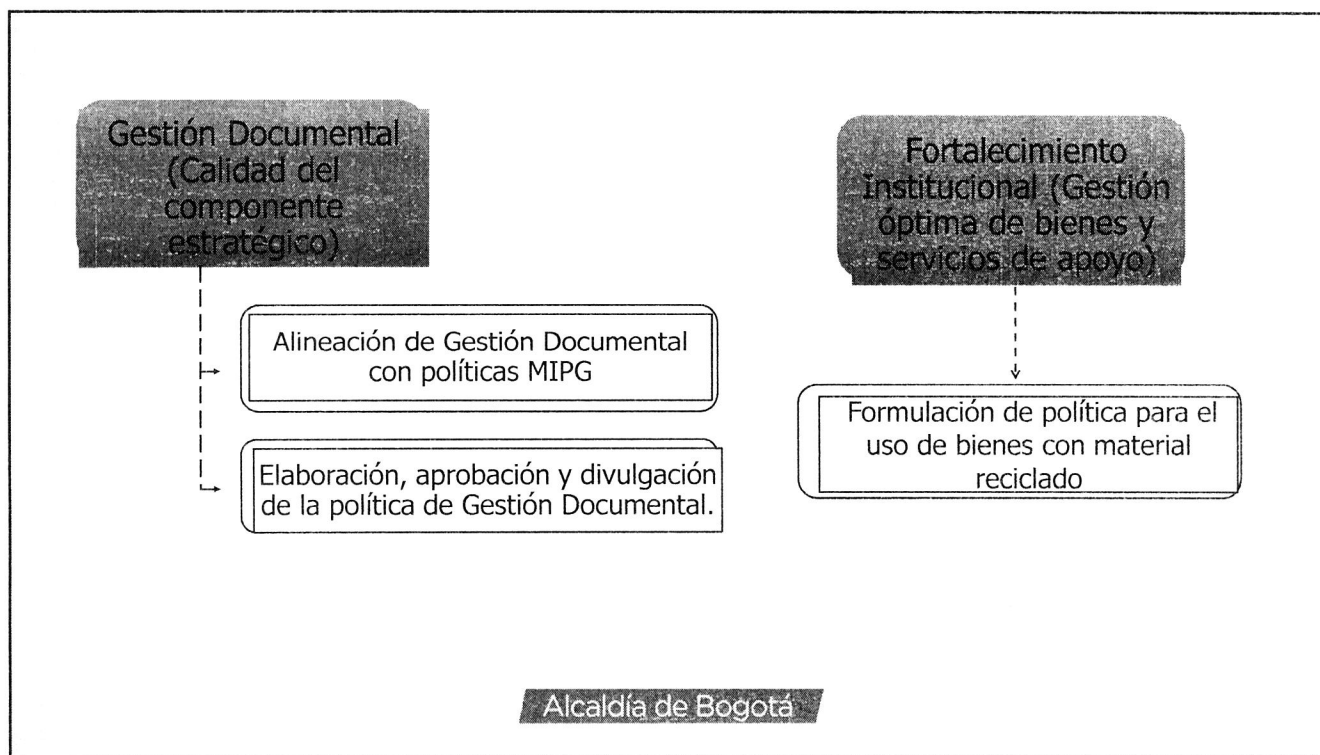 Gestión Documental
(Calidad del
componente
estratégico)
Alineación de Gestión Documental
con políticas MIPG
Elaboración, aprobación y divulgación
de la política de Gestión Documental.
Fortalecimiento
Institucional (Gestión
óptima de bienes y
servicios de apoyo)
Formulación de política para el
uso de bienes con material
reciclado
Alcaldía de Bogotá